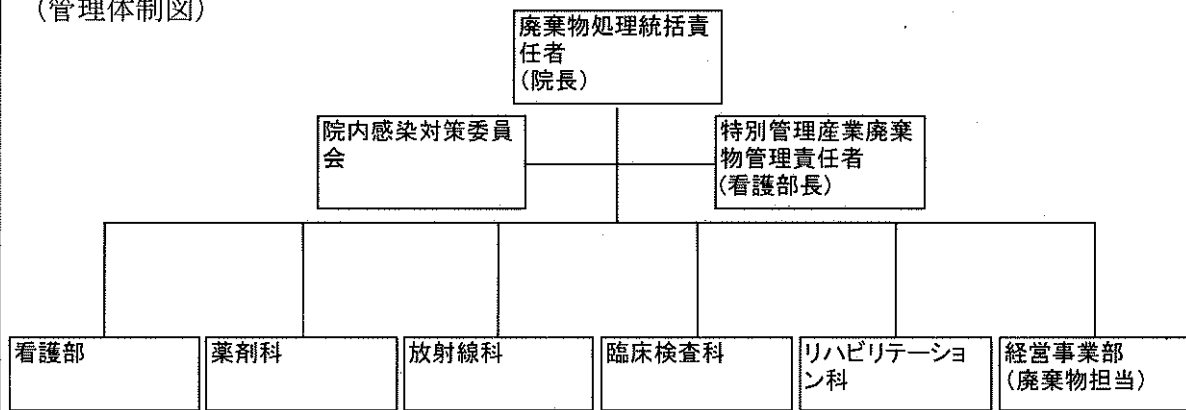 (管理体制図)
廃棄物処理統括責
任者
(院長)
院内感染対策委員
会
特別管理産業廃棄
物管理責任者
(看護部長)
看護部
薬剤科
放射線科
臨床検査科
リハビリテーショ
ン科
経営事業部
(廃棄物担当)